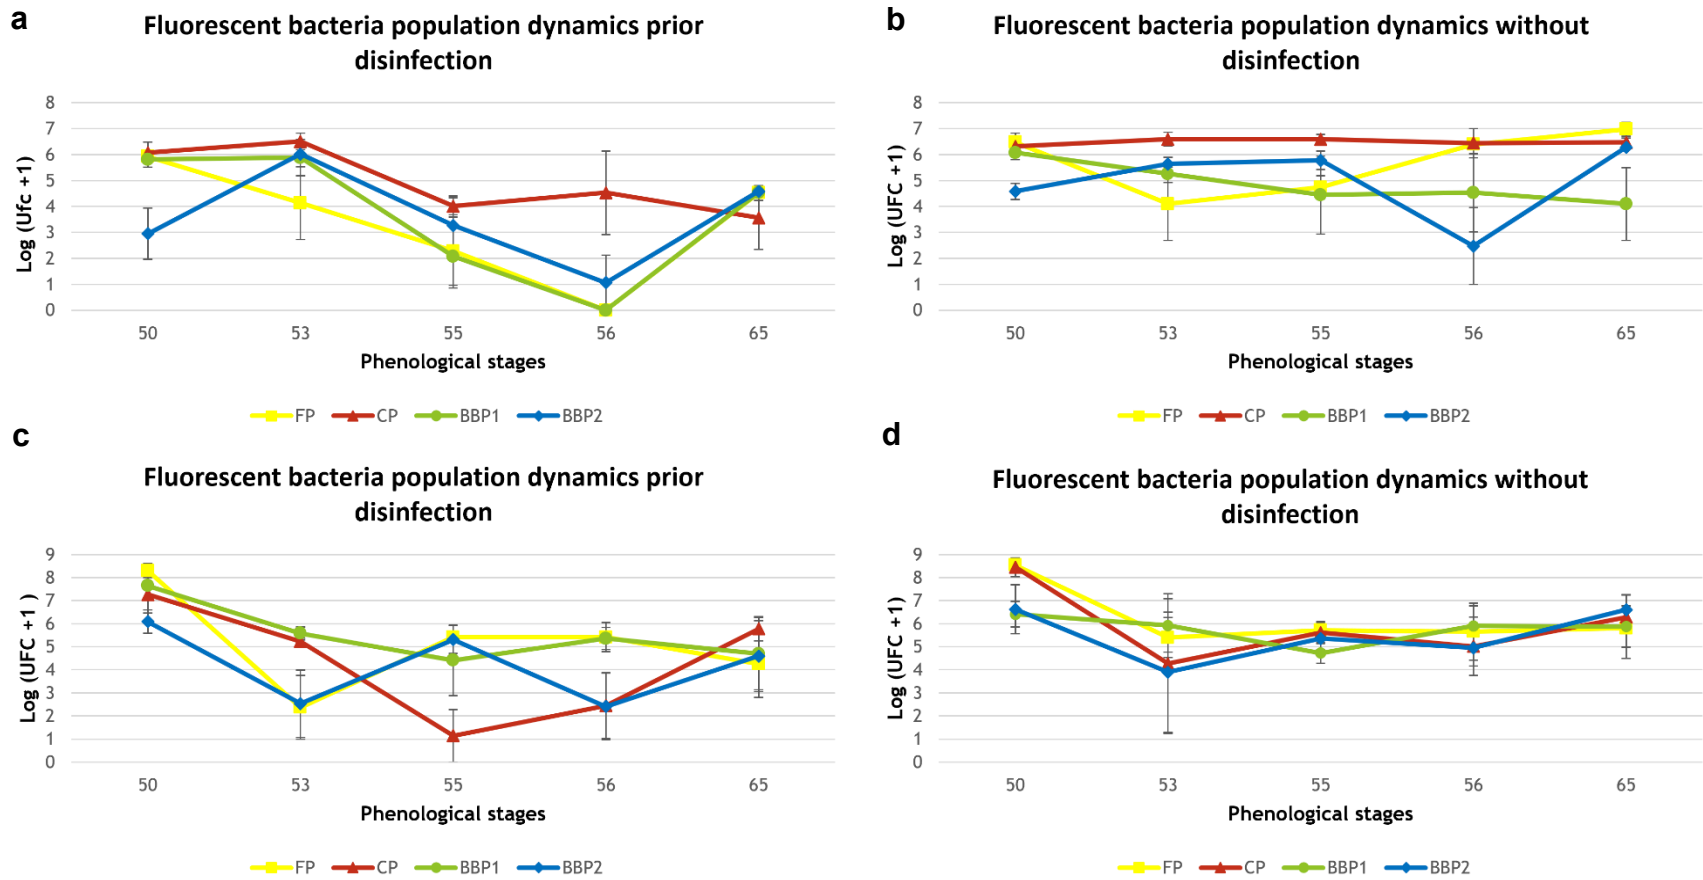 a
Fluorescent bacteria population dynamics prior
disinfection
Log (Ufc +1)
8
7
6
5
4
3
2
1
0
50 53 55 56 65
Phenological stages
FP CP BBP1 BBP2
b
Fluorescent bacteria population dynamics without
disinfection
Log (UFC +1)
8
7
6
5
4
3
2
1
0
50 53 55 56 65
Phenological stages
FP CP BBP1 BBP2
c
Fluorescent bacteria population dynamics prior
disinfection
Log (UFC +1 )
9
8
7
6
5
4
3
2
1
0
50 53 55 56 65
Phenological stages
FP CP BBP1 BBP2
d
Fluorescent bacteria population dynamics without
disinfection
Log (UFC +1)
9
8
7
6
5
4
3
2
1
0
50 53 55 56 65
Phenological stages
FP CP BBP1 BBP2